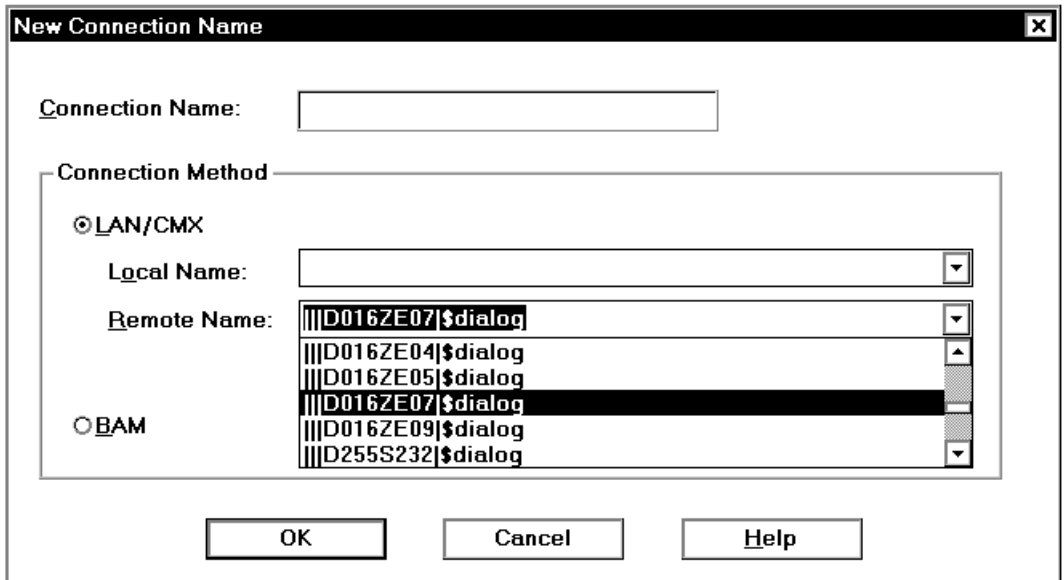 New Connection Name
Connection Name:
Connection Method
LAN/CMX
Local Name:
Remote Name: |||D016ZE07|$dialog
|||D016ZE04|$dialog
|||D016ZE05|$dialog
|||D016ZE07|$dialog
BAM
|||D016ZE09|$dialog
|||D255S232|$dialog
OK Cancel Help